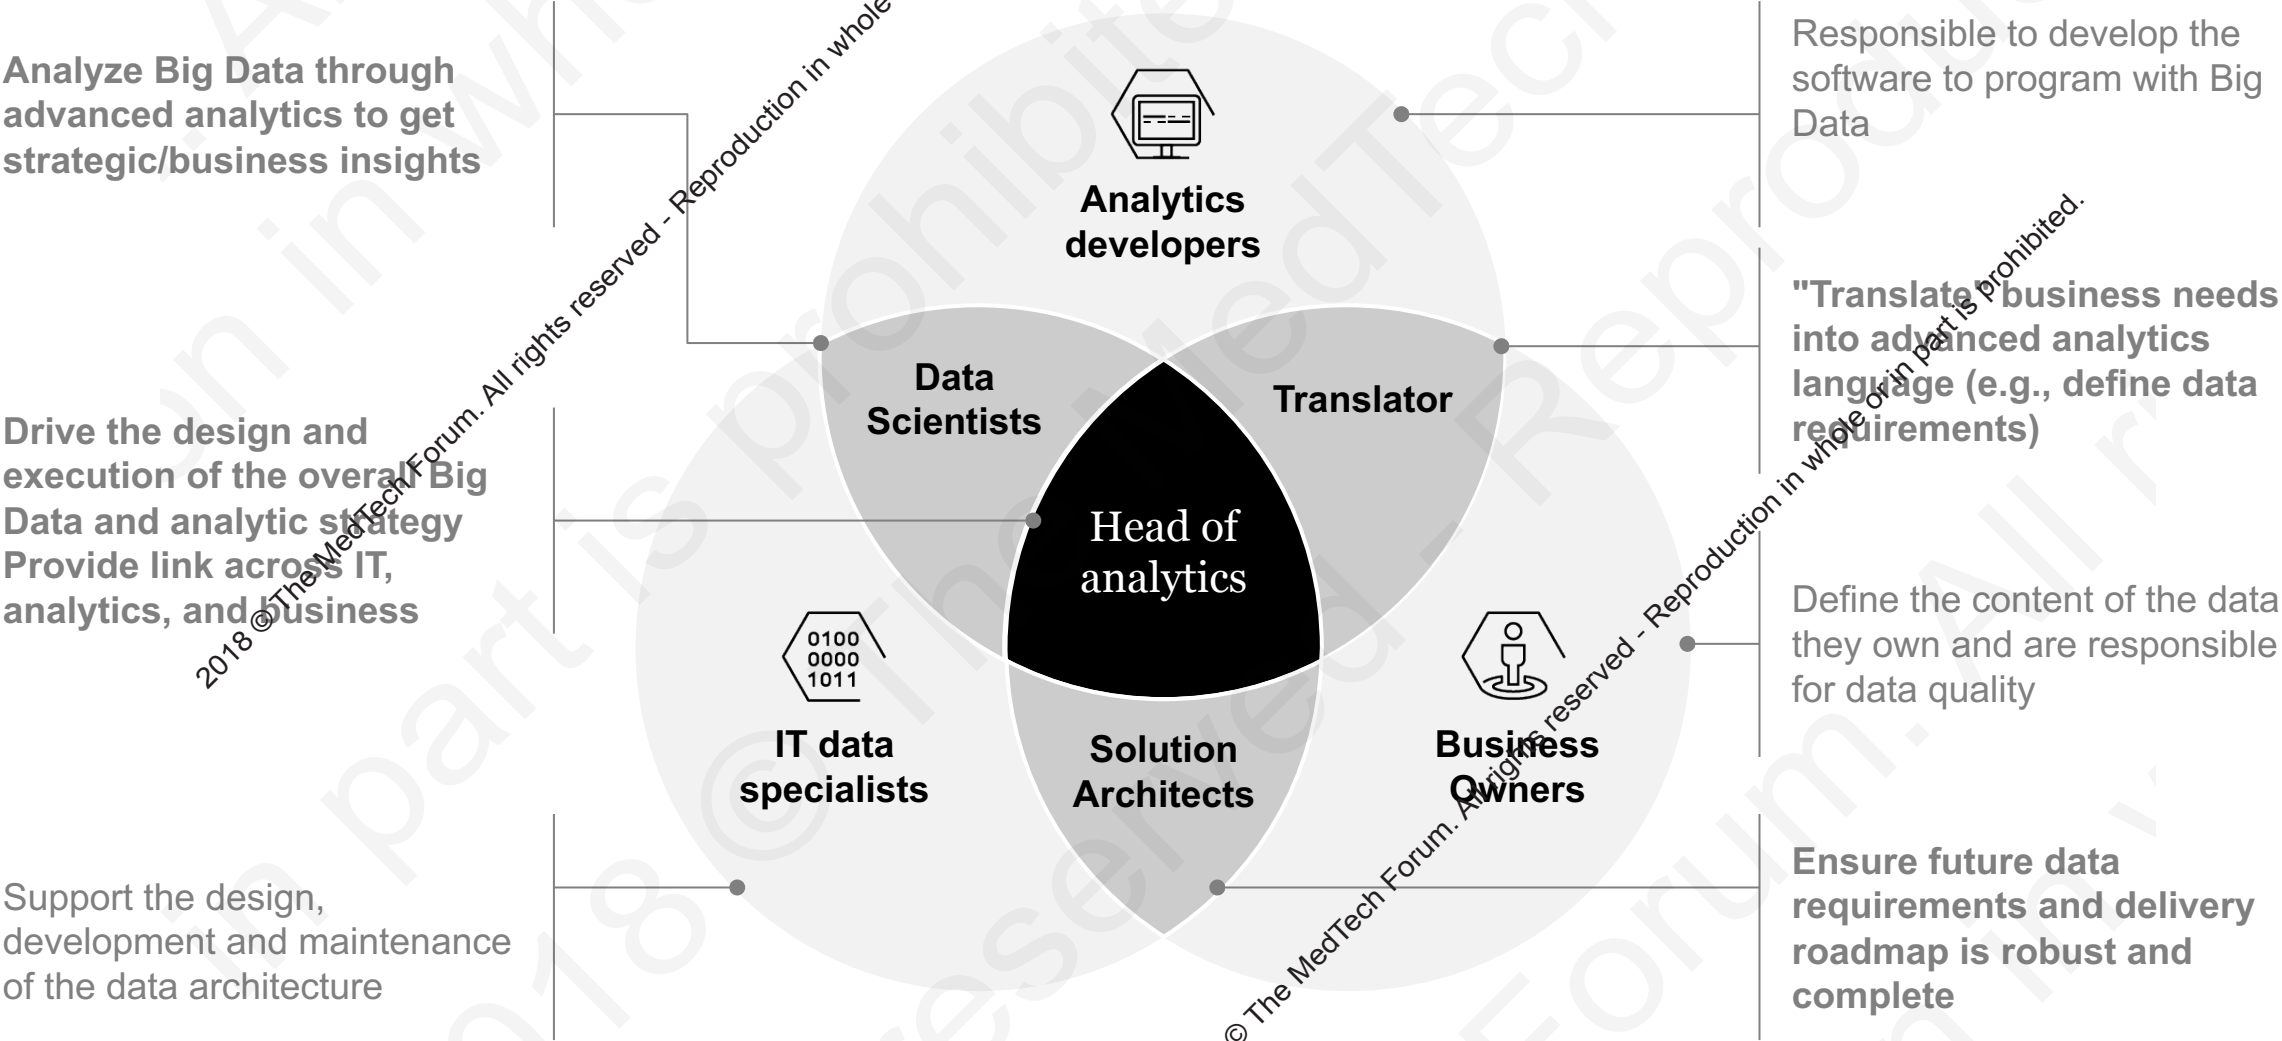 Analyze Big Data through
advanced analytics to get
strategic/business insights
Drive the design and
execution of the overall Big
Data and analytic strategy
Provide link across IT,
analytics, and business
Support the design,
development and maintenance
of the data architecture
Analytics
developers
Data
Scientists
Translator
Head of
analytics
0100
0000
1011
IT data
specialists
Solution
Architects
Business
Owners
Responsible to develop the
software to program with Big
Data
"Translate" business needs
into advanced analytics
language (e.g., define data
requirements)
Define the content of the data
they own and are responsible
for data quality
Ensure future data
requirements and delivery
roadmap is robust and
complete
2018 © The MedTech Forum. All rights reserved - Reproduction in whole
© The MedTech Forum. All rights reserved - Reproduction in whole or in part is prohibited.